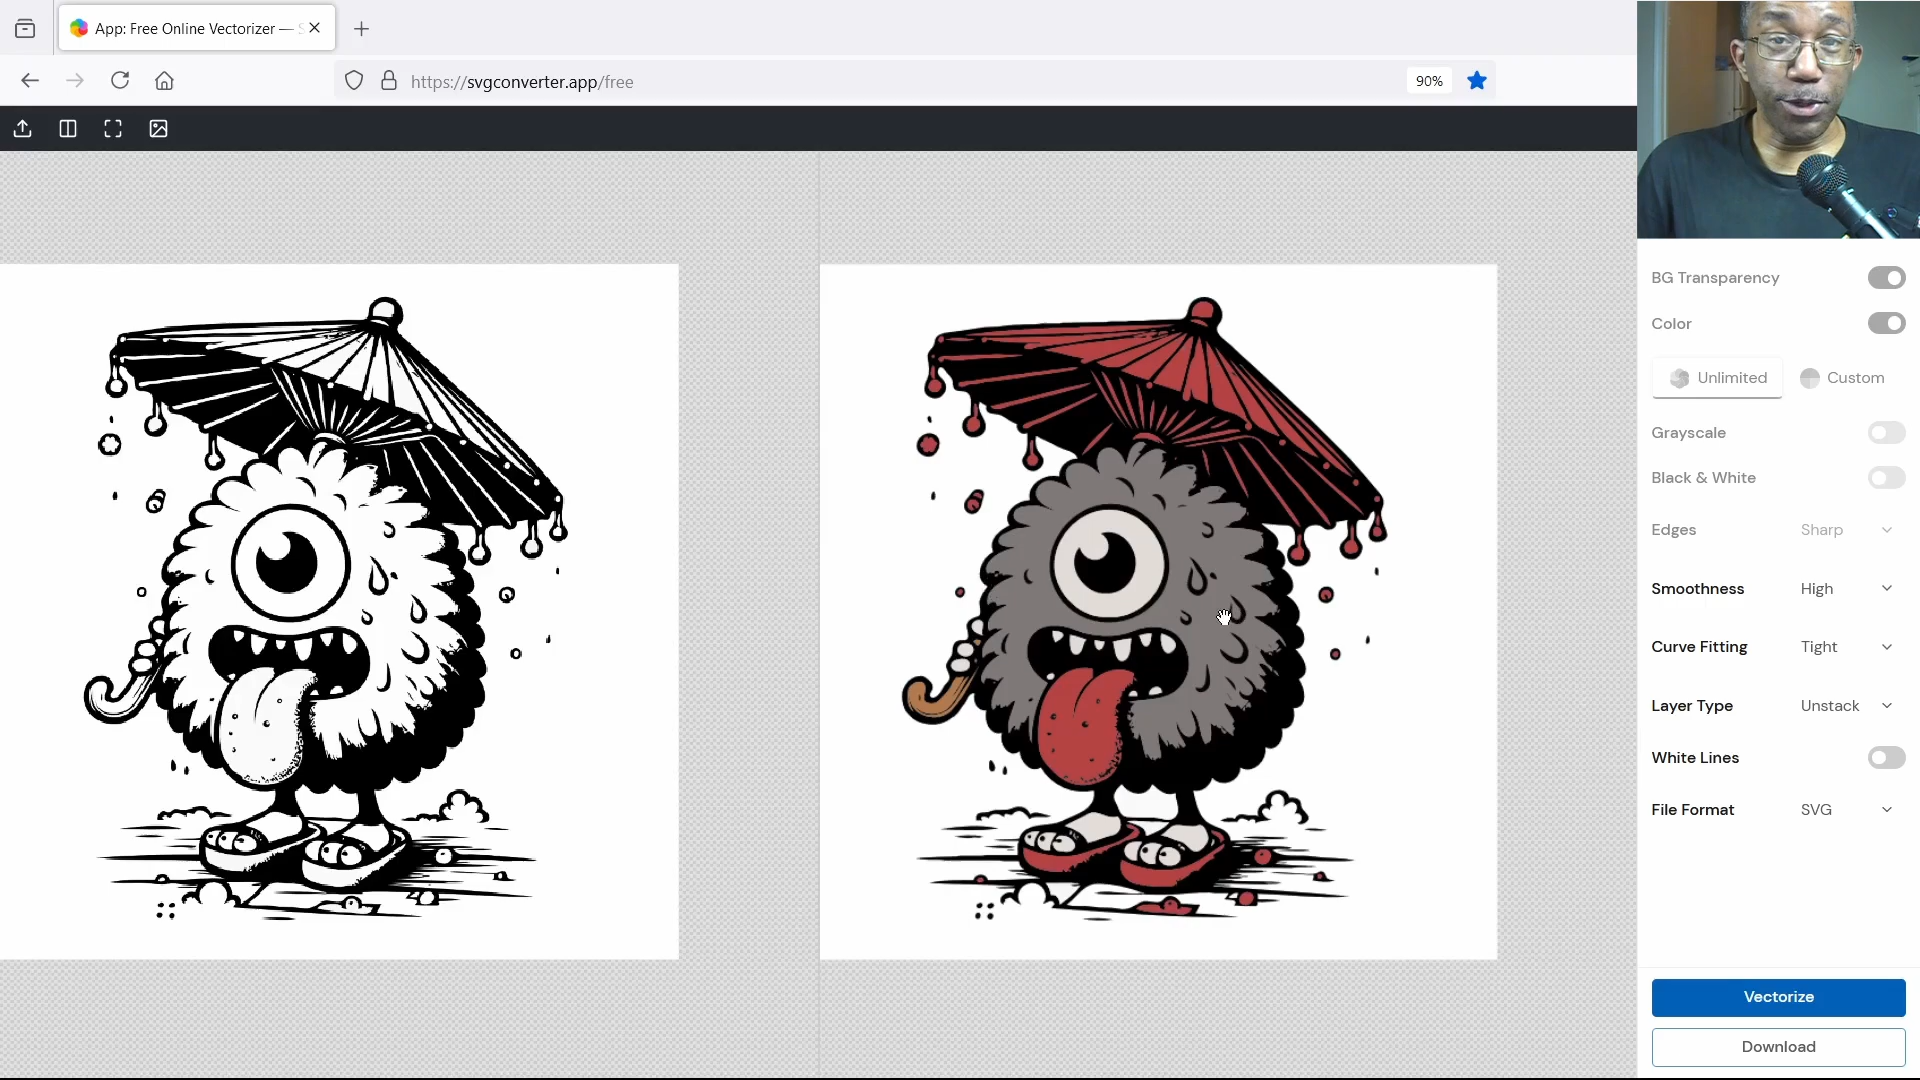 App: Free Online Vectorizer —
https://svgconverter.app/free
90%
BG Transparency
Color
Unlimited
Custom
Grayscale
Black & White
Edges Sharp
Smoothness High
Curve Fitting Tight
Layer Type Unstack
White Lines
File Format SVG
Vectorize
Download